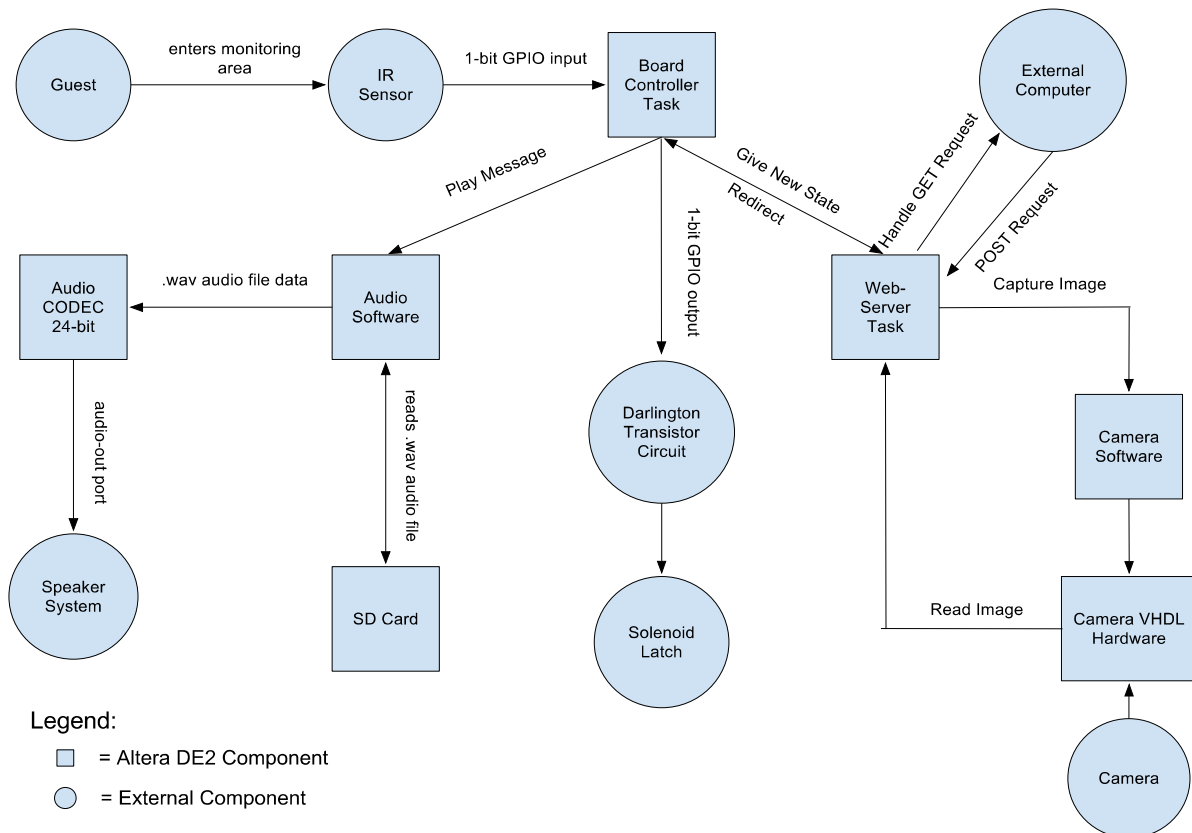 Guest
enters monitoring
area
IR
Sensor
1-bit GPIO input
Board
Controller
Task
External
Computer
Play Message
Give New State
Redirect
Handle GET Request
POST Request
1-bit GPIO output
Audio
CODEC
24-bit
.wav audio file data
Audio
Software
Web-
Server
Task
Capture Image
audio-out port
reads .wav audio file
Darlington
Transistor
Circuit
Camera
Software
Speaker
System
SD Card
Solenoid
Latch
Read Image
Camera VHDL
Hardware
Camera
Legend:
= Altera DE2 Component
= External Component